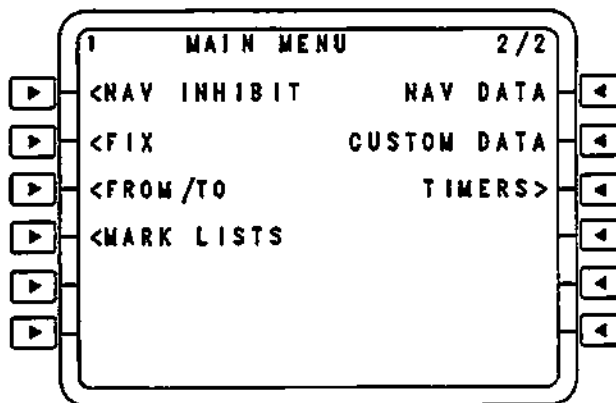 1 MAIN MENU 2/2
<NAV INHIBIT NAV DATA
<FIX CUSTOM DATA
<FROM/TO TIMERS>
<MARK LISTS